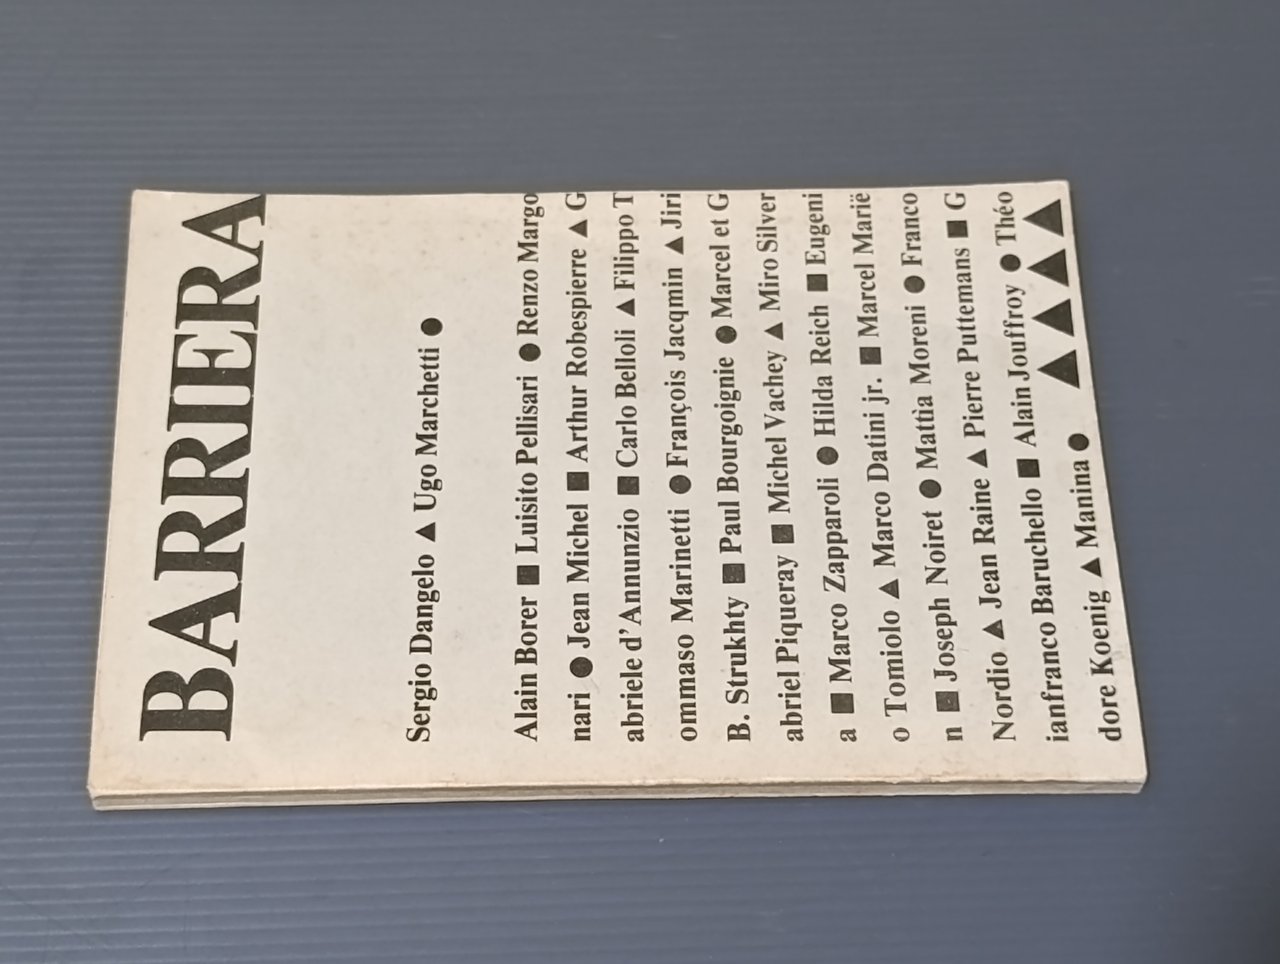 BARRIERA
Sergio Dangelo ▲ Ugo Marchetti ●
Alain Borer ■ Luisito Pellisari ● Renzo Margo
nari ● Jean Michel ■ Arthur Robespierre ▲ G
abriele d'Annunzio ■ Carlo Belloli ▲ Filippo T
ommaso Marinetti ● François Jacqmin ▲ Jiri
B. Strukhty ■ Paul Bourgoignie ● Marcel et G
abriel Piqueray ■ Michel Vachey ▲ Miro Silver
a ■ Marco Zapparoli ● Hilda Reich ■ Eugeni
o Tomiolo ▲ Marco Datini jr. ■ Marcel Marië
n ■ Joseph Noiret ● Mattìa Moreni ● Franco
Nordio ▲ Jean Raine ▲ Pierre Puttemans ■ G
ianfranco Baruchello ■ Alain Jouffroy ● Théo
dore Koenig ▲ Manina ● ▲▲▲▲